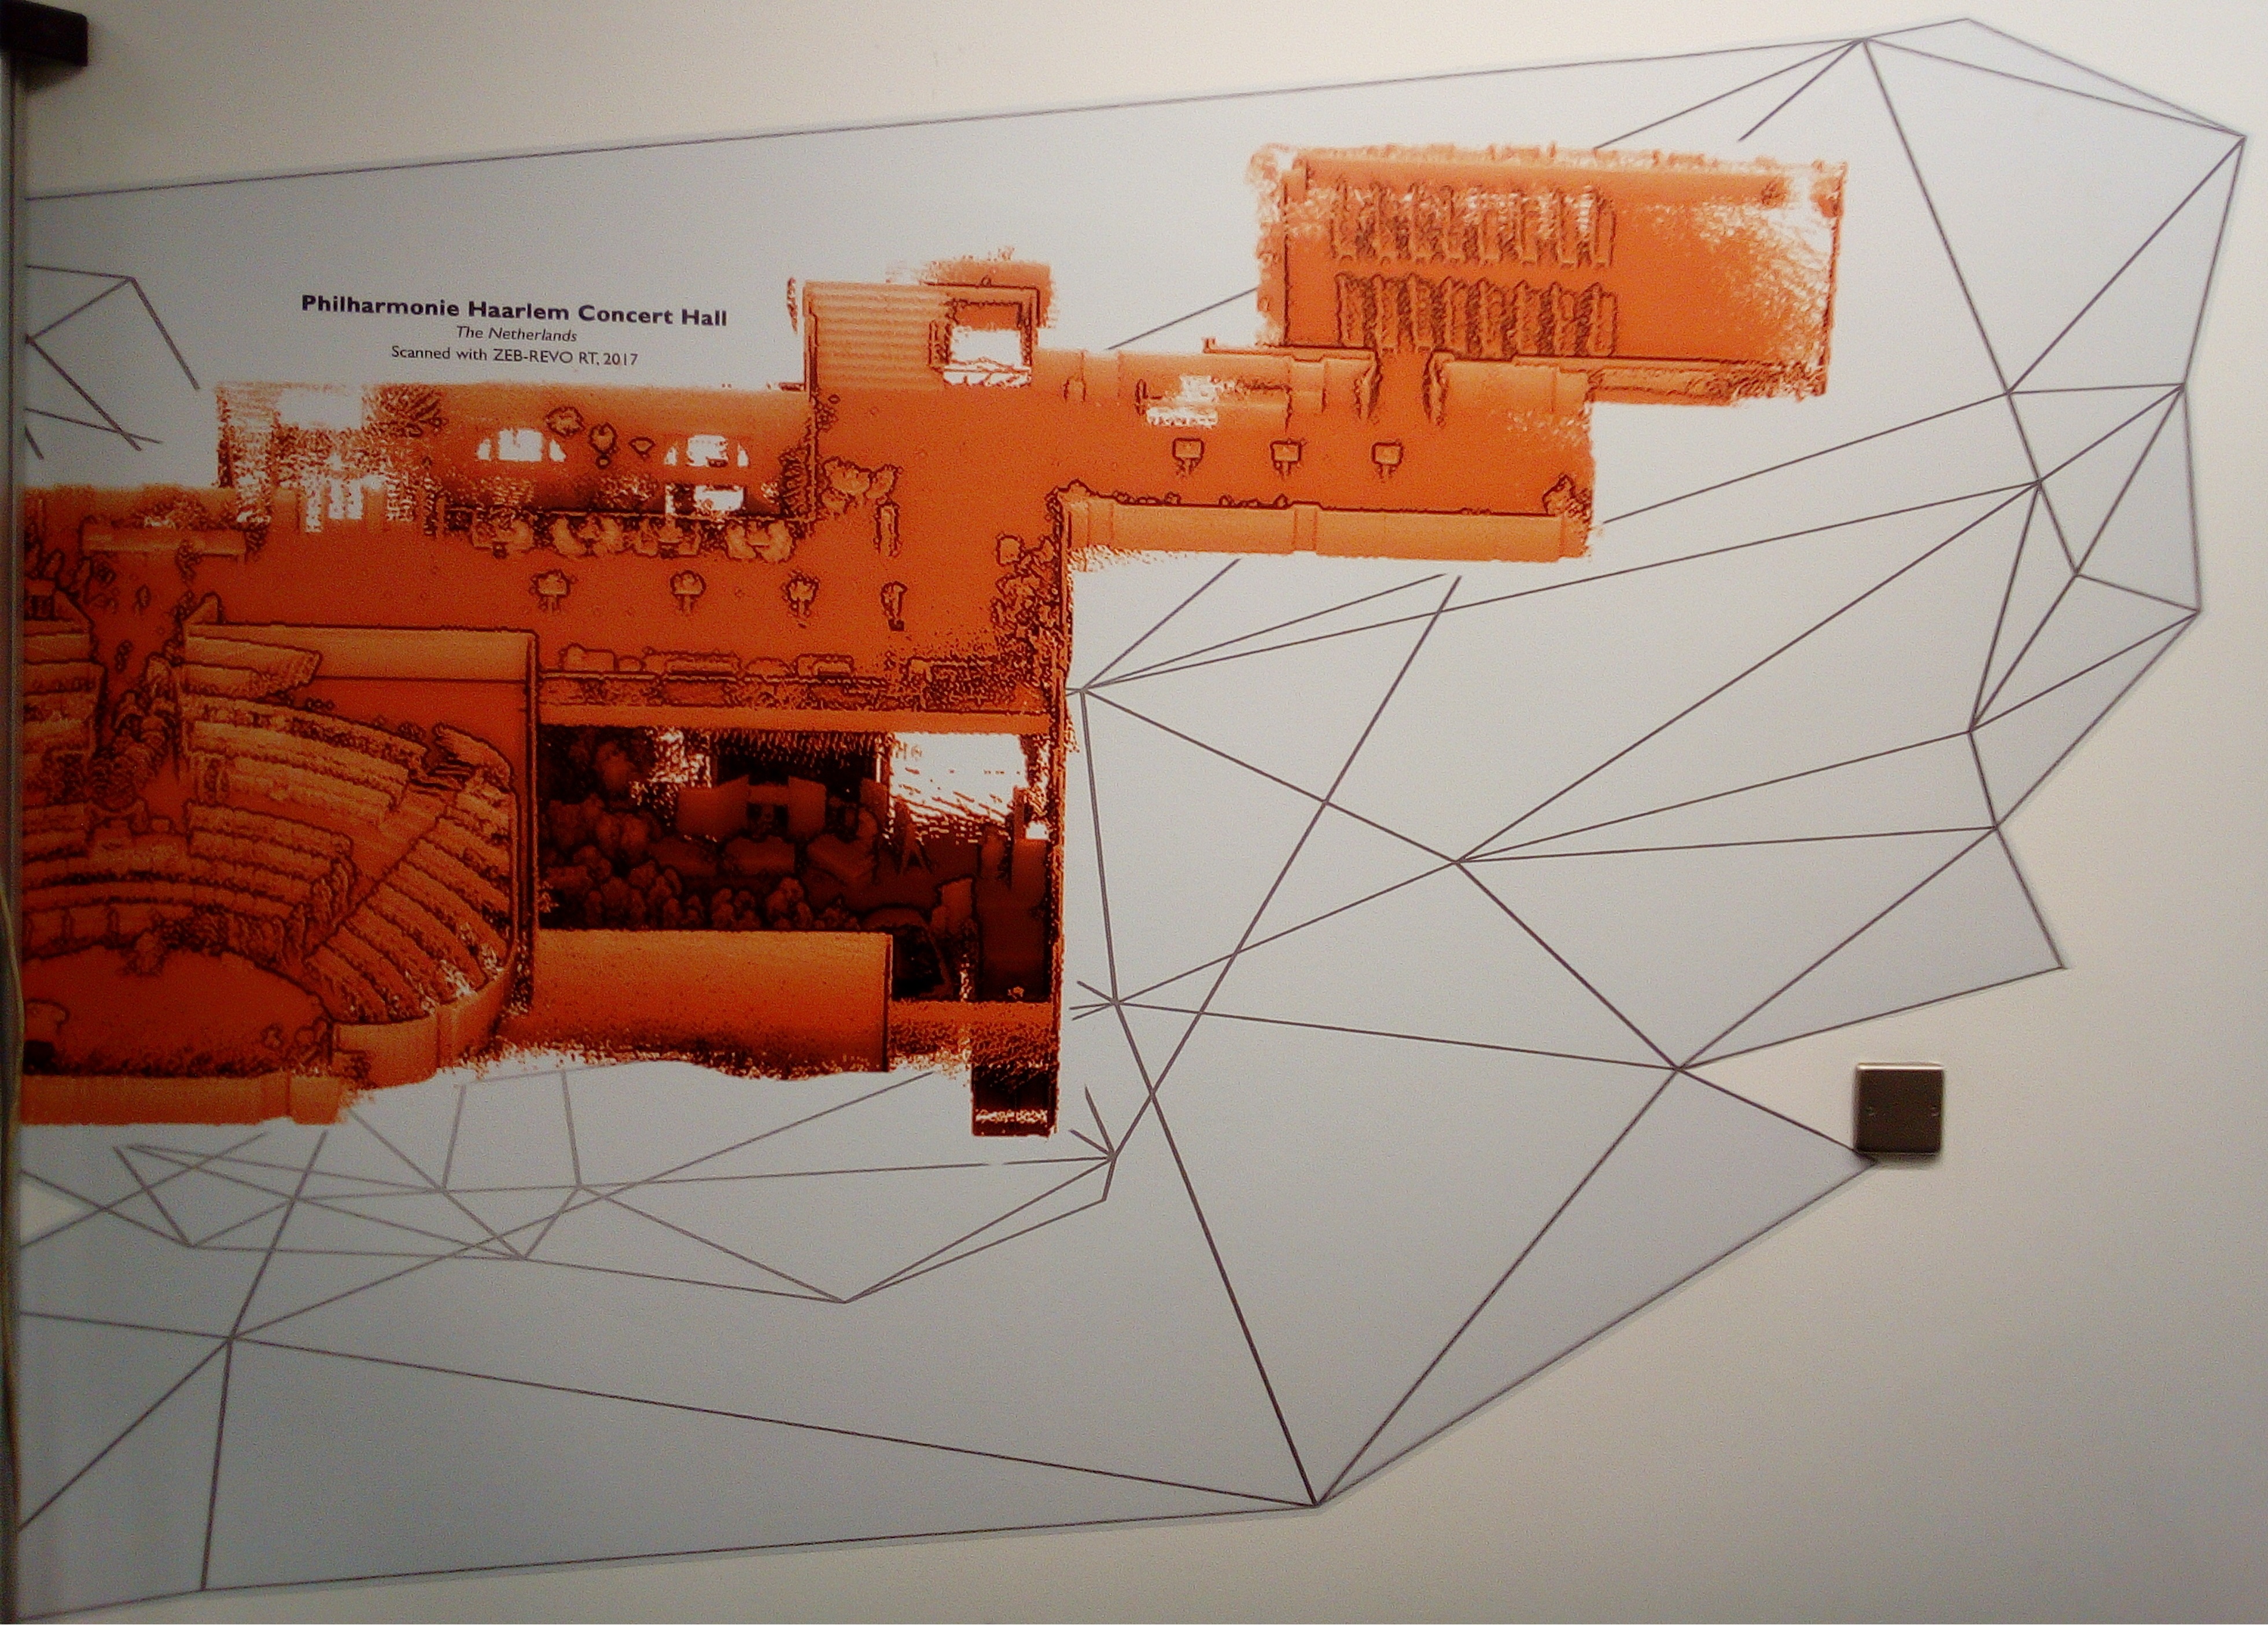 Philharmonie Haarlem Concert Hall
The Netherlands
Scanned with ZEB-REVO RT, 2017